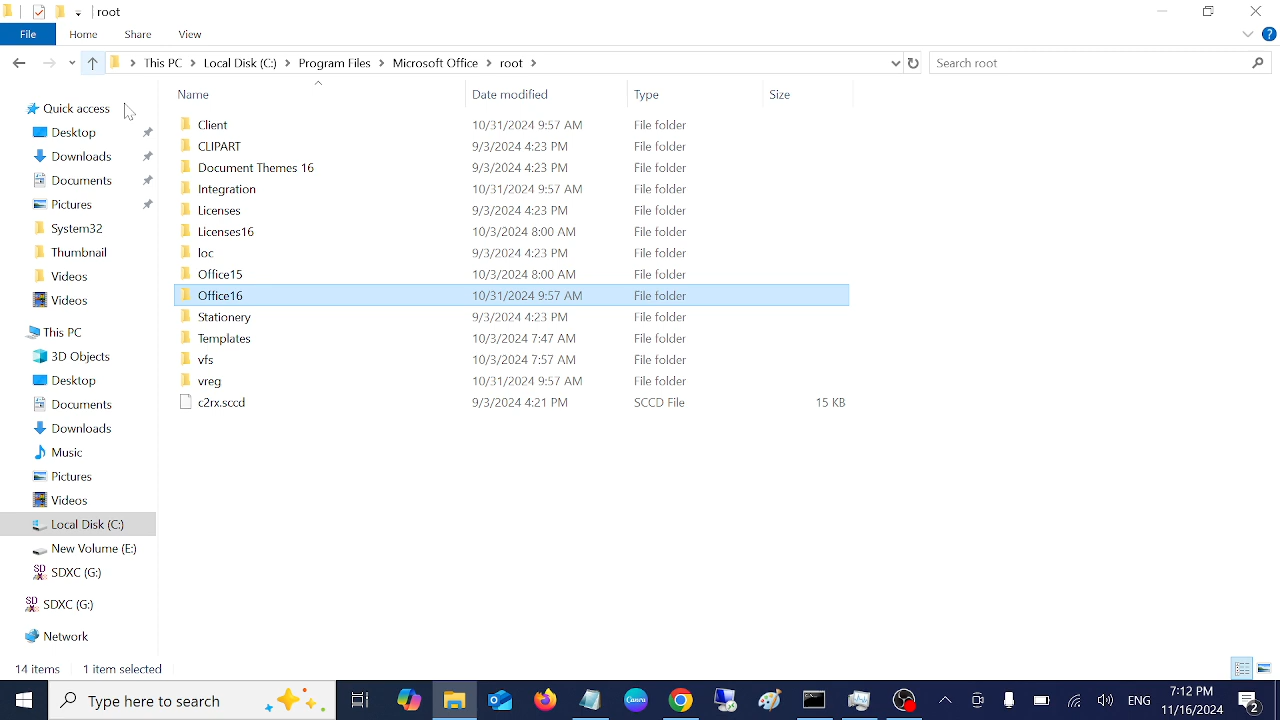 root
File Home Share View
This PC Local Disk (C:) Program Files Microsoft Office root Search root
Name Date modified Type Size
Quick access
Desktop
Downloads
Documents
Pictures
System32
Thumbnail
Videos
Videos
This PC
3D Objects
Desktop
Documents
Downloads
Music
Pictures
Videos
Local Disk (C:)
New Volume (E:)
SD SDXC (G:)
SD SDXC (G:)
Network
Client 10/31/2024 9:57 AM File folder
CLIPART 9/3/2024 4:23 PM File folder
Document Themes 16 9/3/2024 4:23 PM File folder
Integration 10/31/2024 9:57 AM File folder
Licenses 9/3/2024 4:23 PM File folder
Licenses16 10/3/2024 8:00 AM File folder
loc 9/3/2024 4:23 PM File folder
Office15 10/3/2024 8:00 AM File folder
Office16 10/31/2024 9:57 AM File folder
Stationery 9/3/2024 4:23 PM File folder
Templates 10/3/2024 7:47 AM File folder
vfs 10/3/2024 7:57 AM File folder
vreg 10/31/2024 9:57 AM File folder
c2rx.sccd 9/3/2024 4:21 PM SCCD File 15 KB
14 items 1 item selected
Type here to search Canva ENG 7:12 PM
11/16/2024 2